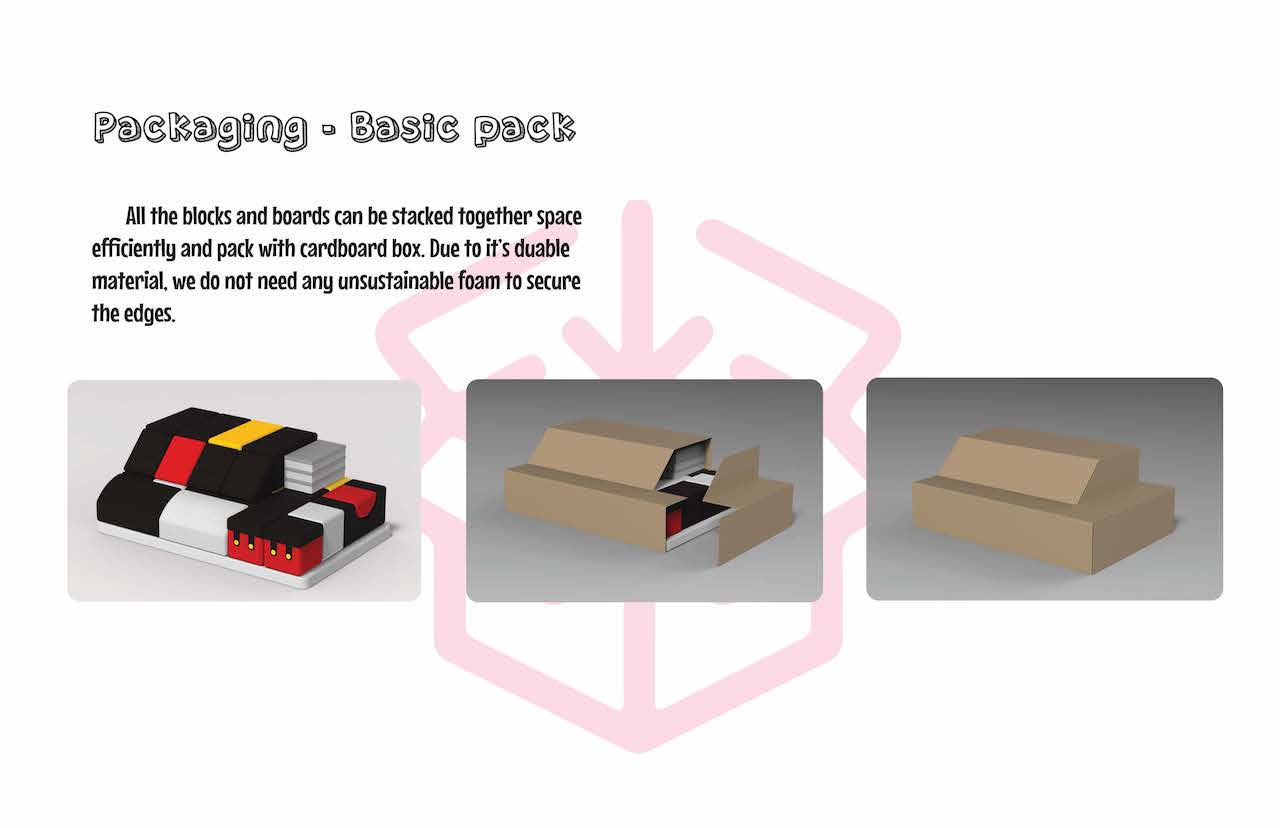 Packaging - Basic pack
All the blocks and boards can be stacked together space
efficiently and pack with cardboard box. Due to it's duable
material, we do not need any unsustainable foam to secure
the edges.